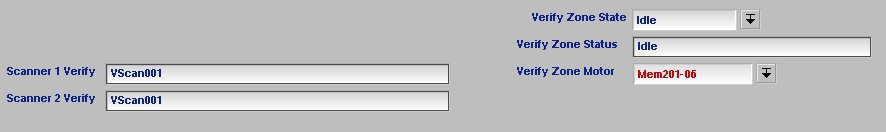 Verify Zone State Idle
Verify Zone Status Idle
Scanner 1 Verify VScan001
Verify Zone Motor Mem201-06
Scanner 2 Verify VScan001